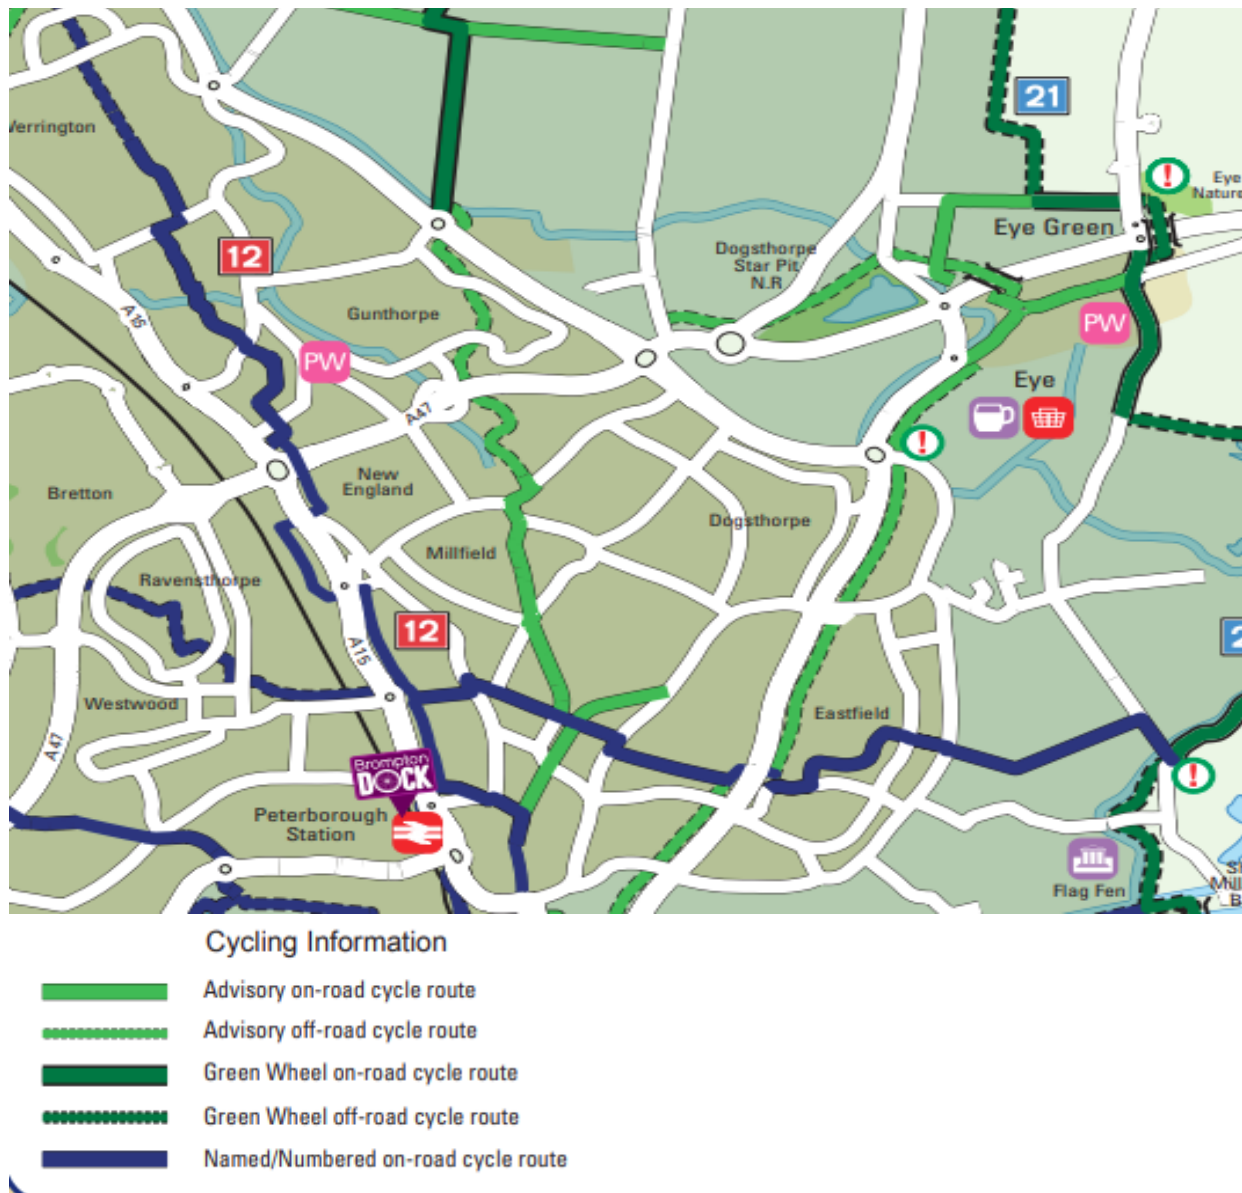 21
Werrington
Eye
Nature
Eye Green
12
Dogsthorpe
Star Pit
N.R
A15
Gunthorpe
PW
PW
Eye
A47
New
England
Bretton
Dogsthorpe
Millfield
Ravensthorpe
12
A15
Westwood
Eastfield
A47
Brompton
DOCK
Peterborough
Station
Flag Fen
Cycling Information
Advisory on-road cycle route
Advisory off-road cycle route
Green Wheel on-road cycle route
Green Wheel off-road cycle route
Named/Numbered on-road cycle route